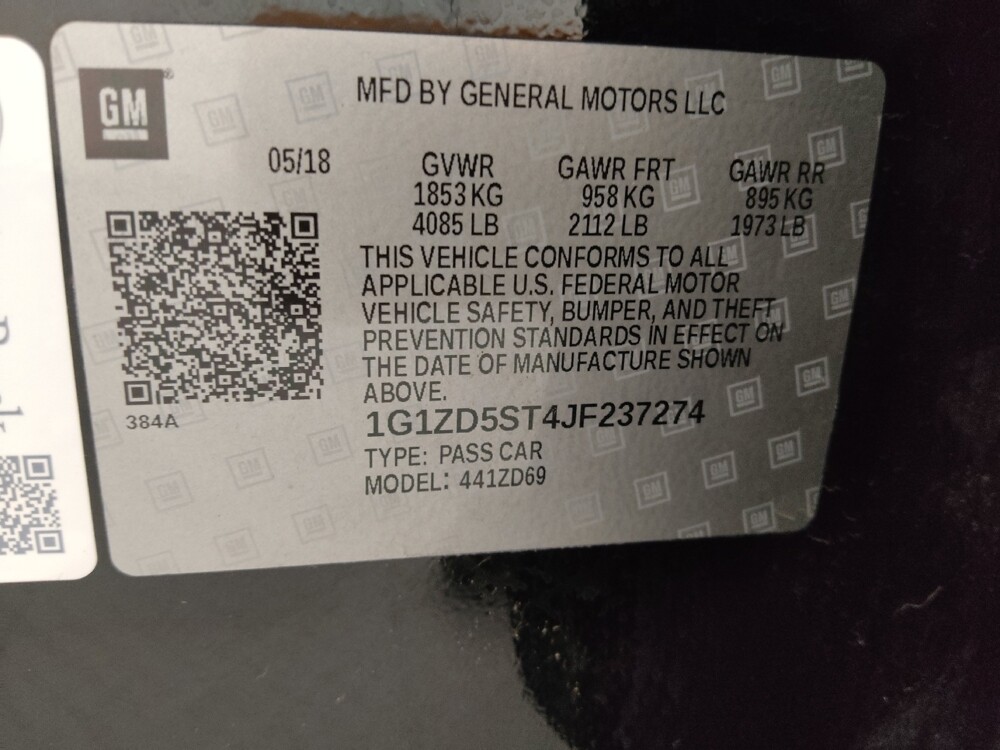 GM
MFD BY GENERAL MOTORS LLC
05/18 GVWR GAWR FRT GAWR RR
1853 KG 958 KG 895 KG
4085 LB 2112 LB 1973 LB
THIS VEHICLE CONFORMS TO ALL
APPLICABLE U.S. FEDERAL MOTOR
VEHICLE SAFETY, BUMPER, AND THEFT
PREVENTION STANDARDS IN EFFECT ON
THE DATE OF MANUFACTURE SHOWN
ABOVE.
384A
1G1ZD5ST4JF237274
TYPE: PASS CAR
MODEL: 441ZD69